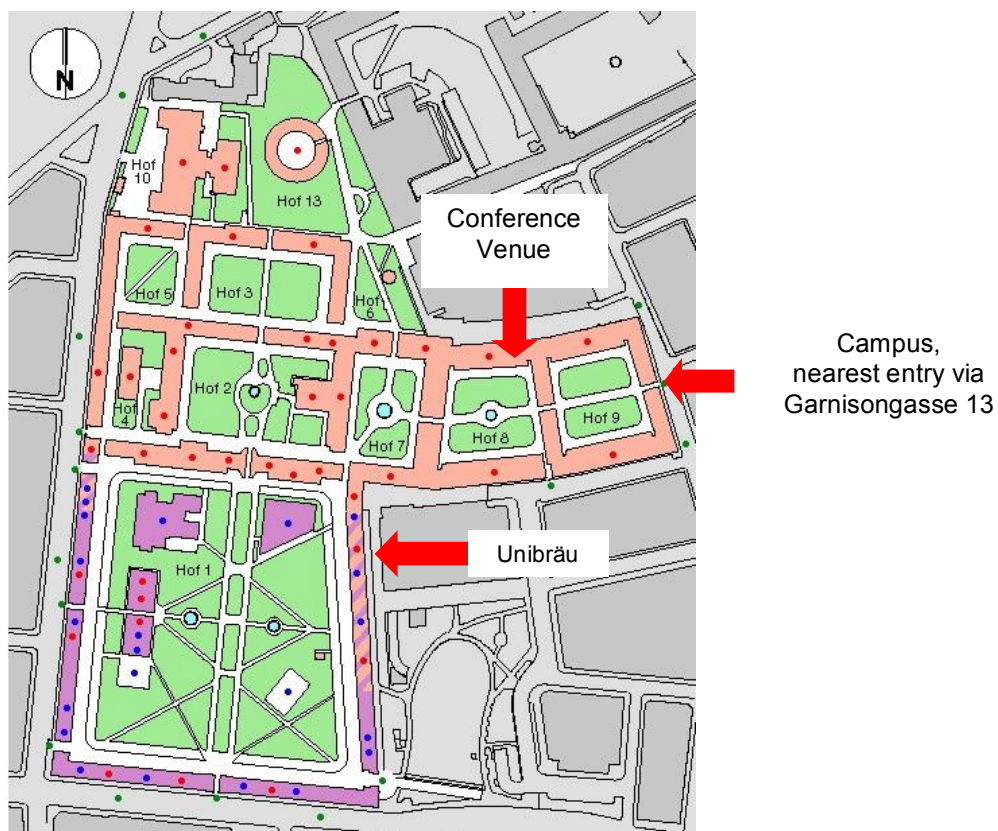 N
Hof
10
Hof 13
Conference
Venue
Hof 5
Hof 3
Hof
6
Campus,
nearest entry via
Garnisongasse 13
Hof 2
Hof
4
Hof 7
Hof 8
Hof 9
Unibräu
Hof 1